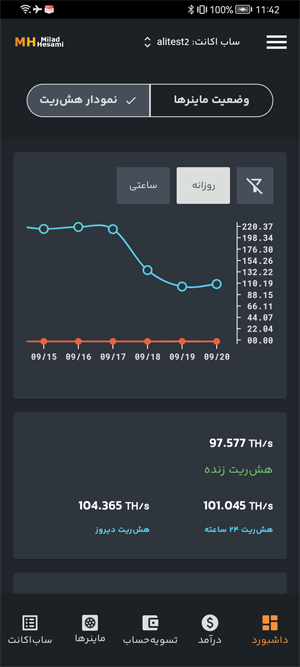 100% 11:42
MH Milad Hesami
ساب اکانت: alitest2
وضعیت ماینرها
نمودار هش‌ریت
روزانه
ساعتی
220.37
198.34
176.30
154.26
132.22
110.19
88.15
66.11
44.07
22.04
00.00
09/15 09/16 09/17 09/18 09/19 09/20
97.577 TH/s
هش‌ریت زنده
101.045 TH/s
هش‌ریت ۲۴ ساعته
104.365 TH/s
هش‌ریت دیروز
داشبورد
درآمد
تسویه‌حساب
ماینرها
ساب‌اکانت